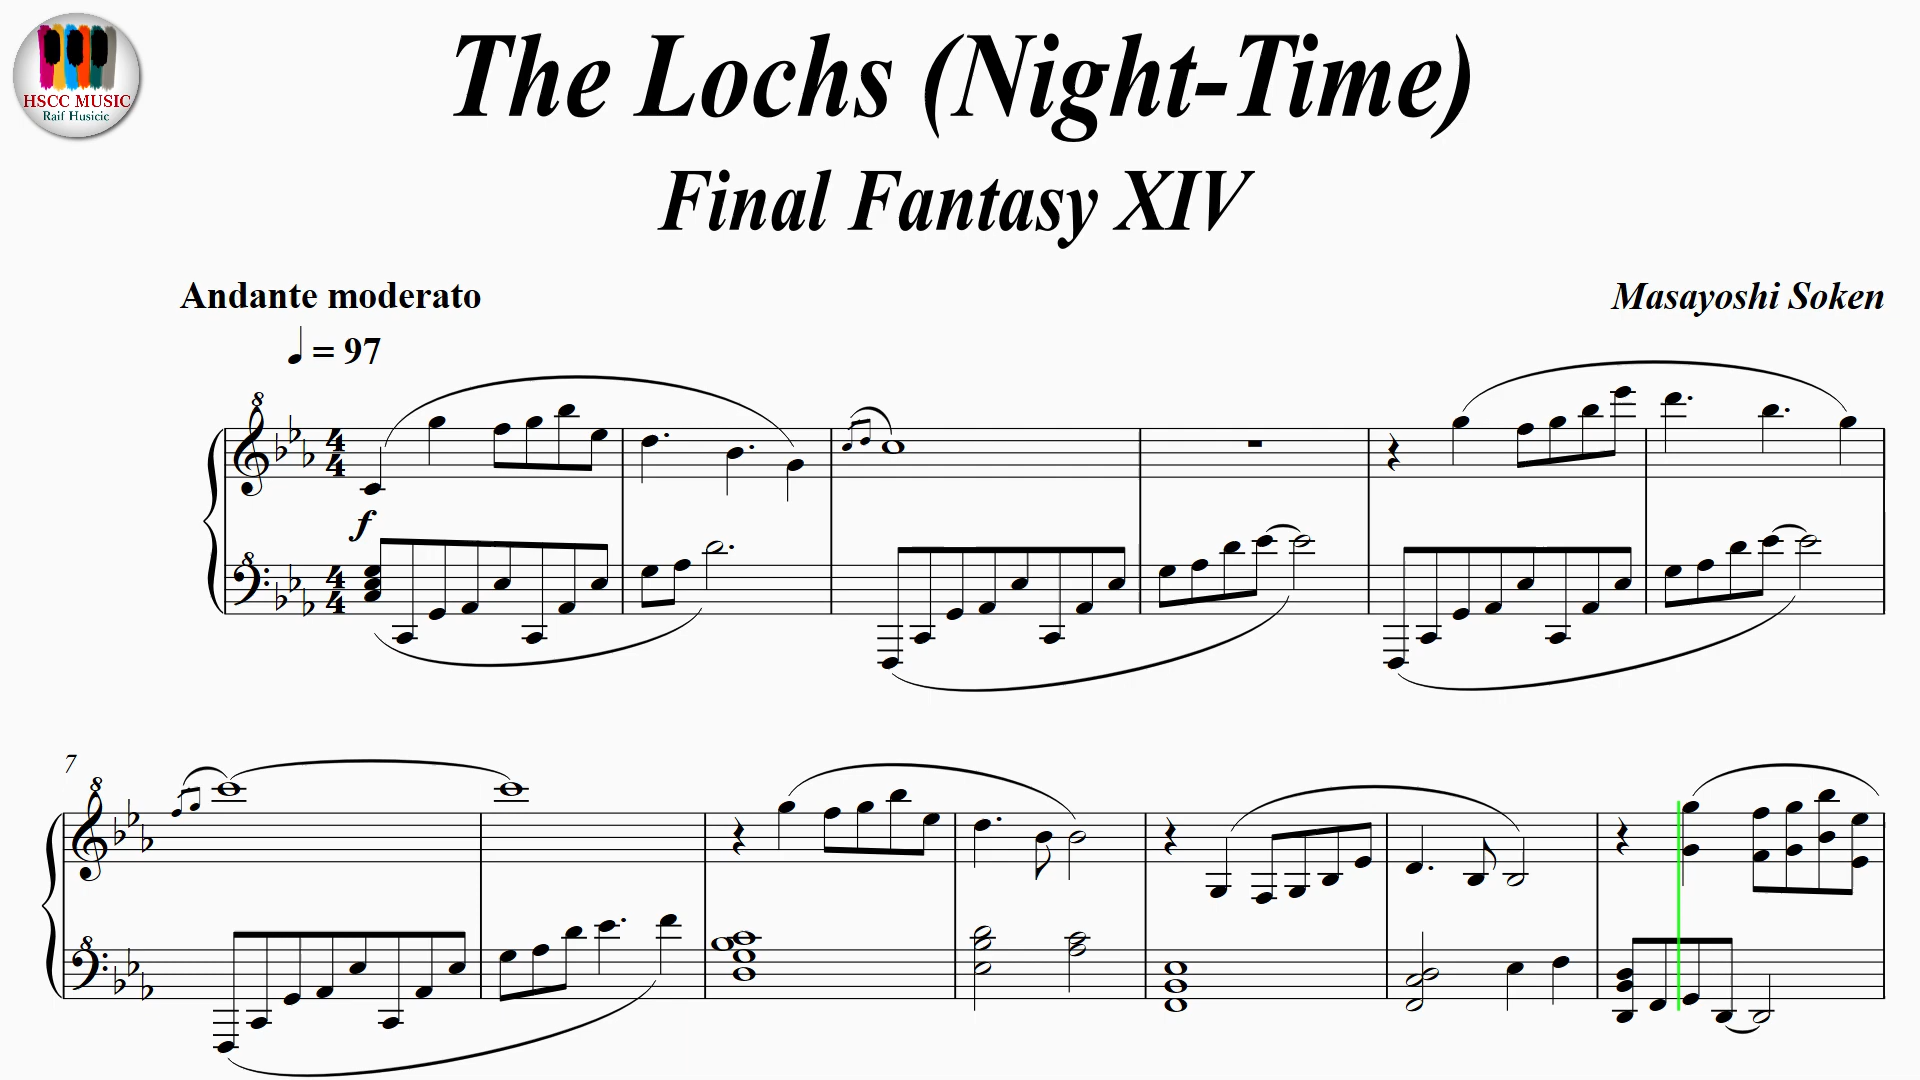 HSCC MUSIC
Raif Husicic
The Lochs (Night-Time)
Final Fantasy XIV
Andante moderato
Masayoshi Soken
♩ = 97
8
4
4
f
8
4
4
7
8
8